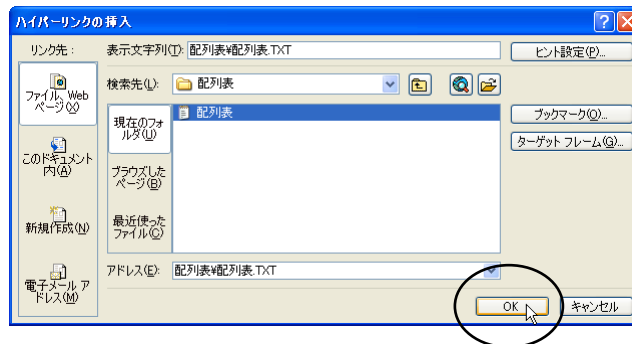 ハイパーリンクの挿入
リンク先：
表示文字列(T): 配列表¥配列表.TXT
ヒント設定(P)...
ファイル、Web
ページ(X)
検索先(L):
配列表
現在のフォ
ルダ(U)
配列表
ブックマーク(O)...
ターゲット フレーム(G)...
このドキュメント
内(A)
ブラウズした
ページ(B)
新規作成(N)
最近使った
ファイル(C)
電子メール ア
ドレス(M)
アドレス(E):
配列表¥配列表.TXT
OK
キャンセル